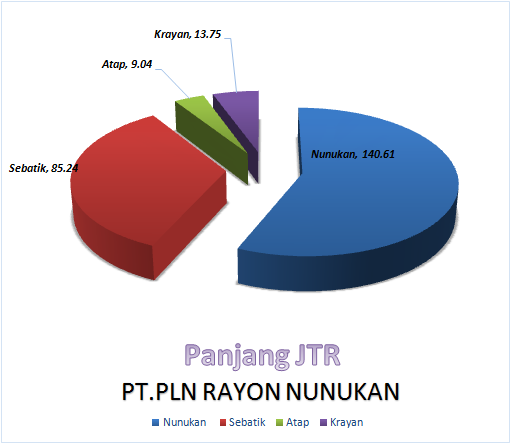 Krayan, 13.75
Atap, 9.04
Nunukan, 140.61
Sebatik, 85.24
Panjang JTR
PT.PLN RAYON NUNUKAN
Nunukan Sebatik Atap Krayan